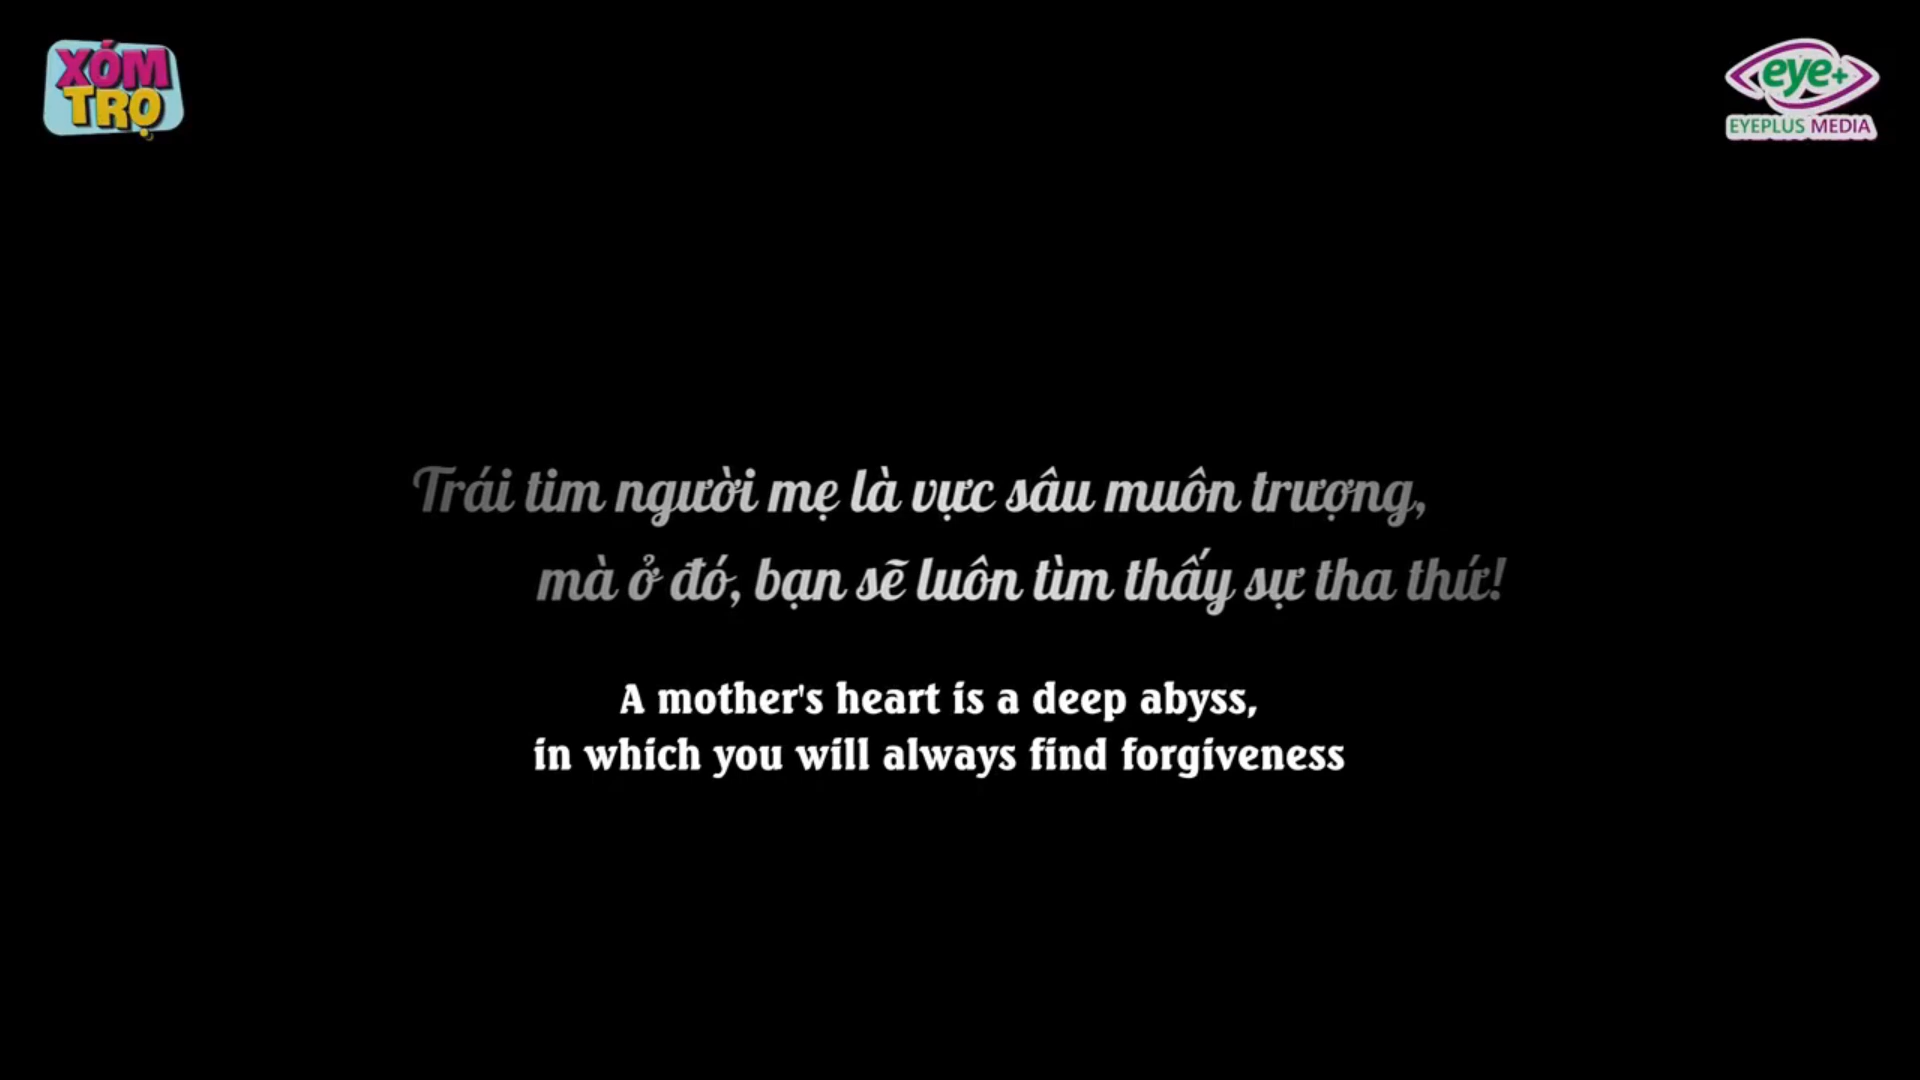 XÓM
TRỌ
eye+
EYEPLUS MEDIA
Trái tim người mẹ là vực sâu muôn trượng,
mà ở đó, bạn sẽ luôn tìm thấy sự tha thứ!
A mother's heart is a deep abyss,
in which you will always find forgiveness